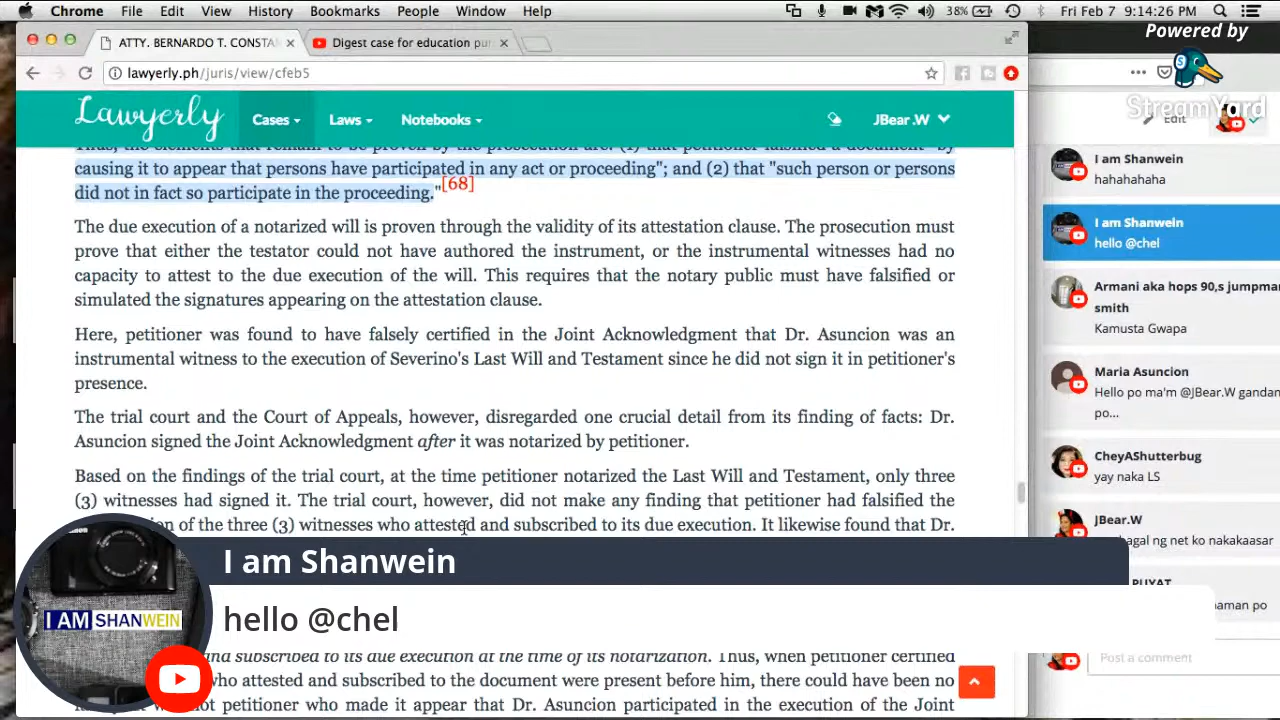 Chrome File Edit View History Bookmarks People Window Help 38% Fri Feb 7 9:14:26 PM
Powered by
StreamYard
ATTY. BERNARDO T. CONSTA
Digest case for education pu
lawyerly.ph/juris/view/cfeb5
Lawyerly Cases Laws Notebooks JBear .W
causing it to appear that persons have participated in any act or proceeding"; and (2) that "such person or persons
did not in fact so participate in the proceeding."[68]
The due execution of a notarized will is proven through the validity of its attestation clause. The prosecution must
prove that either the testator could not have authored the instrument, or the instrumental witnesses had no
capacity to attest to the due execution of the will. This requires that the notary public must have falsified or
simulated the signatures appearing on the attestation clause.
Here, petitioner was found to have falsely certified in the Joint Acknowledgment that Dr. Asuncion was an
instrumental witness to the execution of Severino's Last Will and Testament since he did not sign it in petitioner's
presence.
The trial court and the Court of Appeals, however, disregarded one crucial detail from its finding of facts: Dr.
Asuncion signed the Joint Acknowledgment after it was notarized by petitioner.
Based on the findings of the trial court, at the time petitioner notarized the Last Will and Testament, only three
(3) witnesses had signed it. The trial court, however, did not make any finding that petitioner had falsified the
of the three (3) witnesses who attested and subscribed to its due execution. It likewise found that Dr.
and subscribed to its due execution at the time of its notarization. Thus, when petitioner certified
who attested and subscribed to the document were present before him, there could have been no
not petitioner who made it appear that Dr. Asuncion participated in the execution of the Joint
I AM SHANWEIN
I am Shanwein
hello @chel
Edit
I am Shanwein
hahahahaha
I am Shanwein
hello @chel
Armani aka hops 90,s jumpma
smith
Kamusta Gwapa
Maria Asuncion
Hello po ma'm @JBear.W gandan
po...
CheyAShutterbug
yay naka LS
JBear.W
bagal ng net ko nakakaasar
PUYAT
naman po
Post a comment